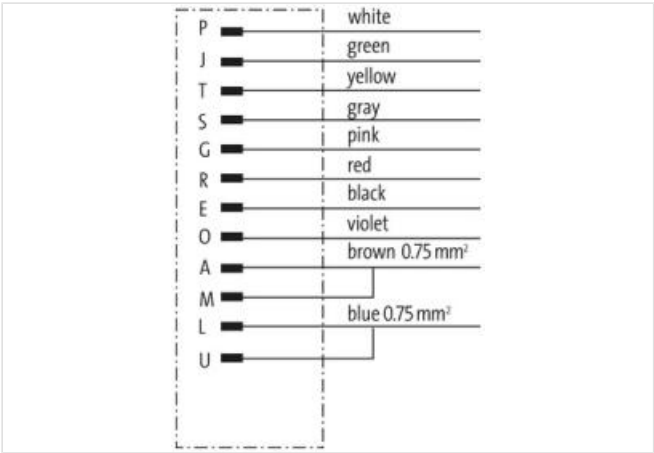 P white
J green
T yellow
S gray
G pink
R red
E black
O violet
A brown 0.75 mm²
M
L blue 0.75 mm²
U